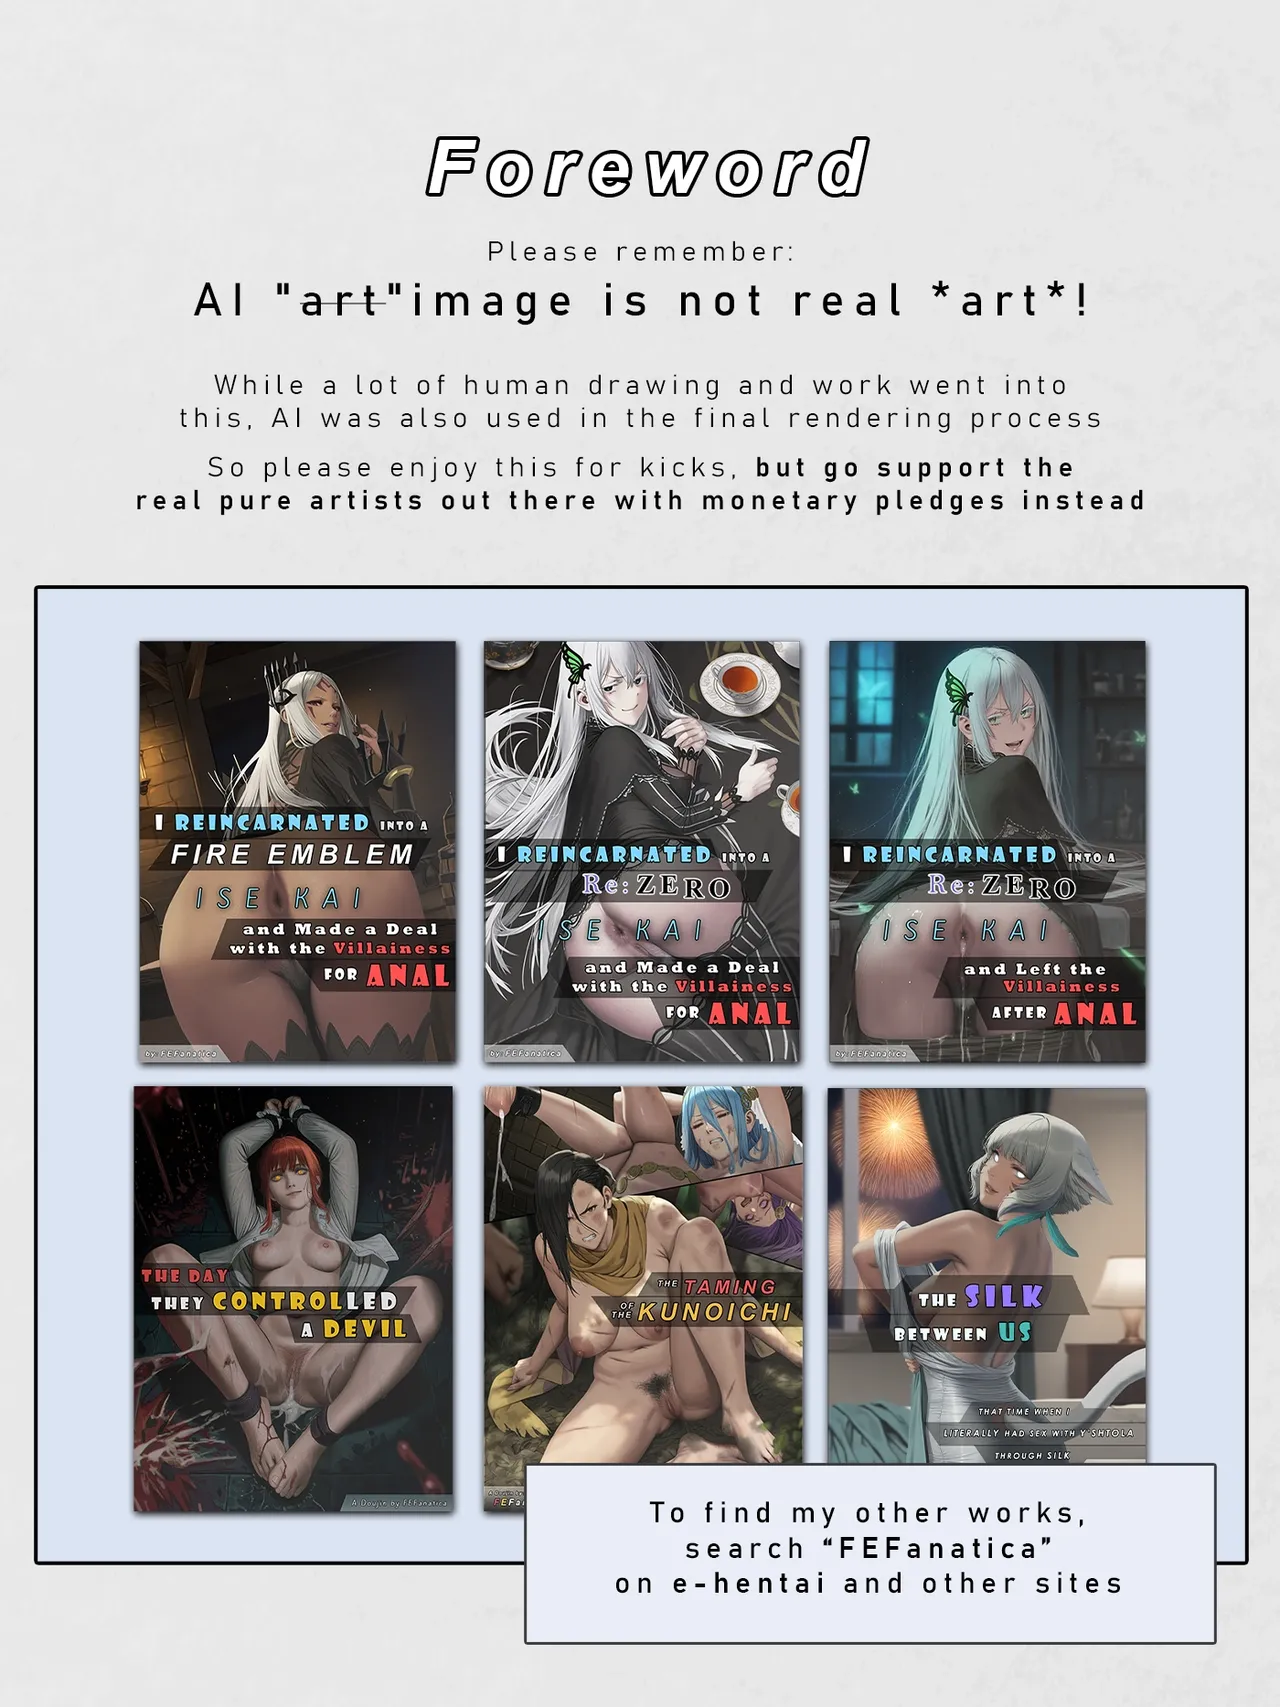 Foreword
Please remember:
AI "art"image is not real *art*!
While a lot of human drawing and work went into
this, AI was also used in the final rendering process
So please enjoy this for kicks, but go support the
real pure artists out there with monetary pledges instead
I REINCARNATED INTO A
FIRE EMBLEM
ISEKAI
and Made a Deal
with the Villainess
FOR ANAL
by FEFanatica
I REINCARNATED INTO A
Re:ZERO
ISEKAI
and Made a Deal
with the Villainess
FOR ANAL
by FEFanatica
I REINCARNATED INTO A
Re:ZERO
ISEKAI
and Left the
Villainess
AFTER ANAL
by FEFanatica
THE DAY
THEY CONTROLLED
A DEVIL
A Doujin by FEFanatica
THE TAMING
OF THE KUNOICHI
THE SILK
BETWEEN US
THAT TIME WHEN I
LITERALLY HAD SEX WITH Y'SHTOLA
THROUGH SILK
To find my other works,
search “FEFanatica”
on e-hentai and other sites